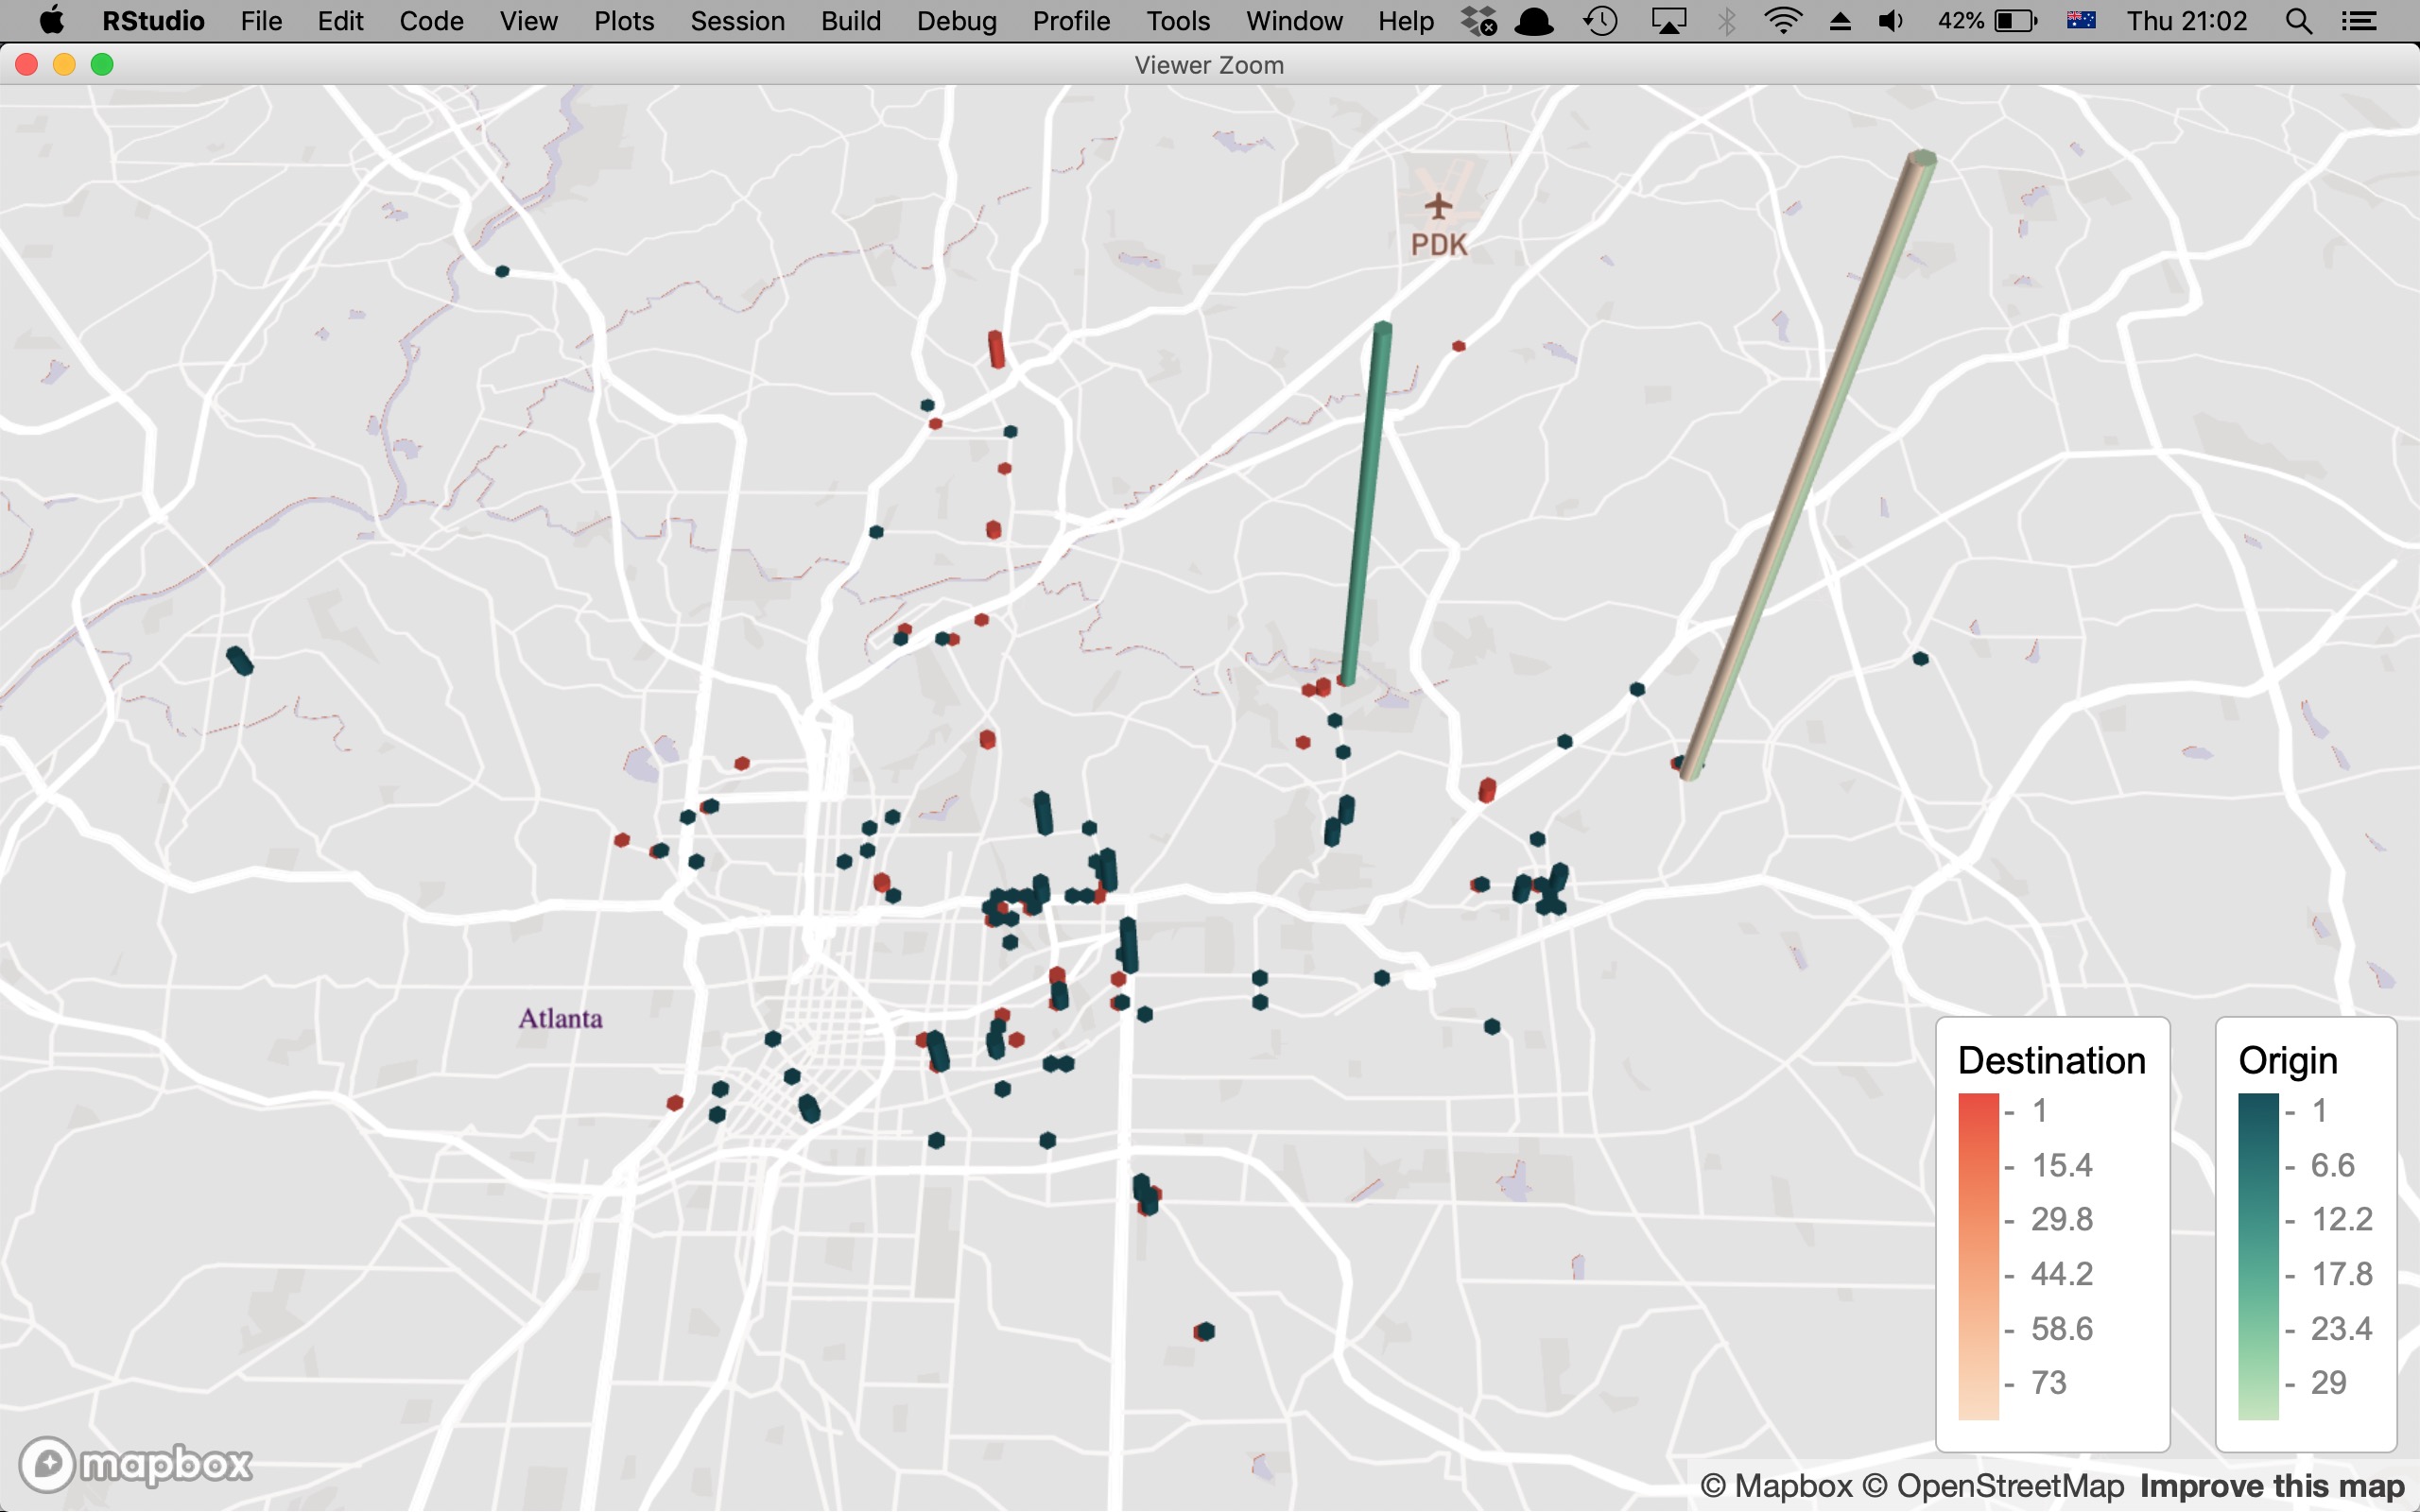 RStudio File Edit Code View Plots Session Build Debug Profile Tools Window Help 42% Thu 21:02
Viewer Zoom
PDK
Atlanta
Destination
- 1
- 15.4
- 29.8
- 44.2
- 58.6
- 73
Origin
- 1
- 6.6
- 12.2
- 17.8
- 23.4
- 29
mapbox
© Mapbox © OpenStreetMap Improve this map